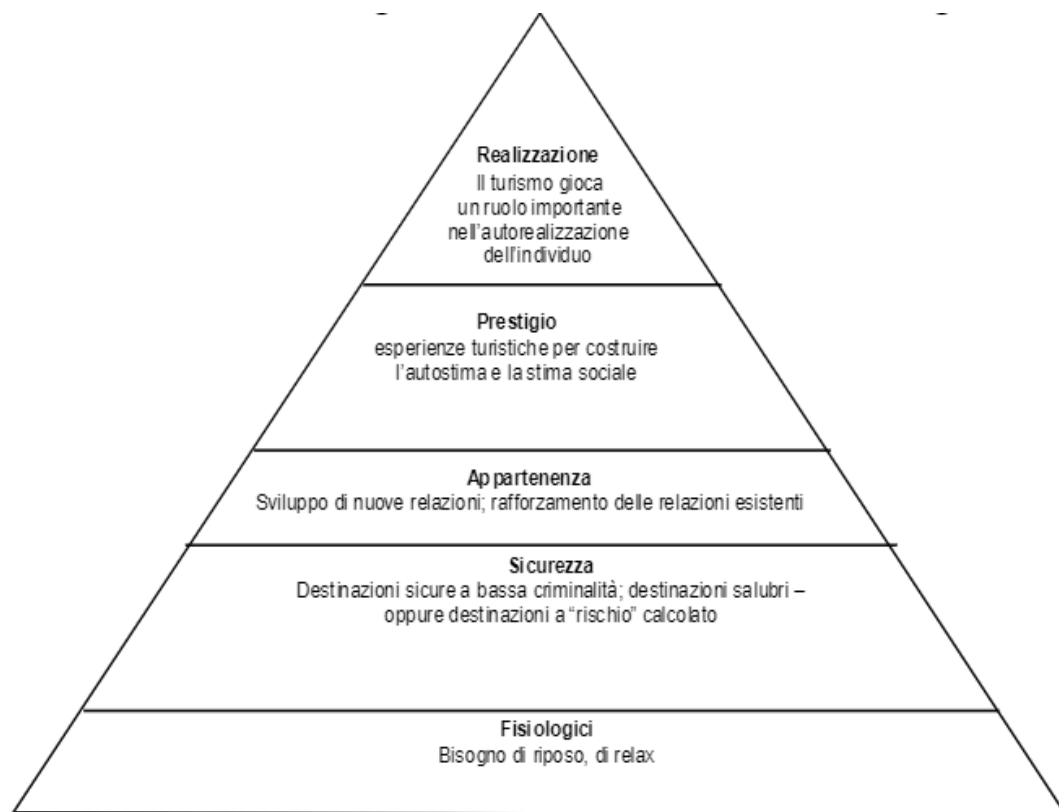 Realizzazione
Il turismo gioca
un ruolo importante
nell'autorealizzazione
dell'individuo
Prestigio
esperienze turistiche per costruire
l'autostima e la stima sociale
Appartenenza
Sviluppo di nuove relazioni; rafforzamento delle relazioni esistenti
Sicurezza
Destinazioni sicure a bassa criminalità; destinazioni salubri –
oppure destinazioni a “rischio” calcolato
Fisiologici
Bisogno di riposo, di relax